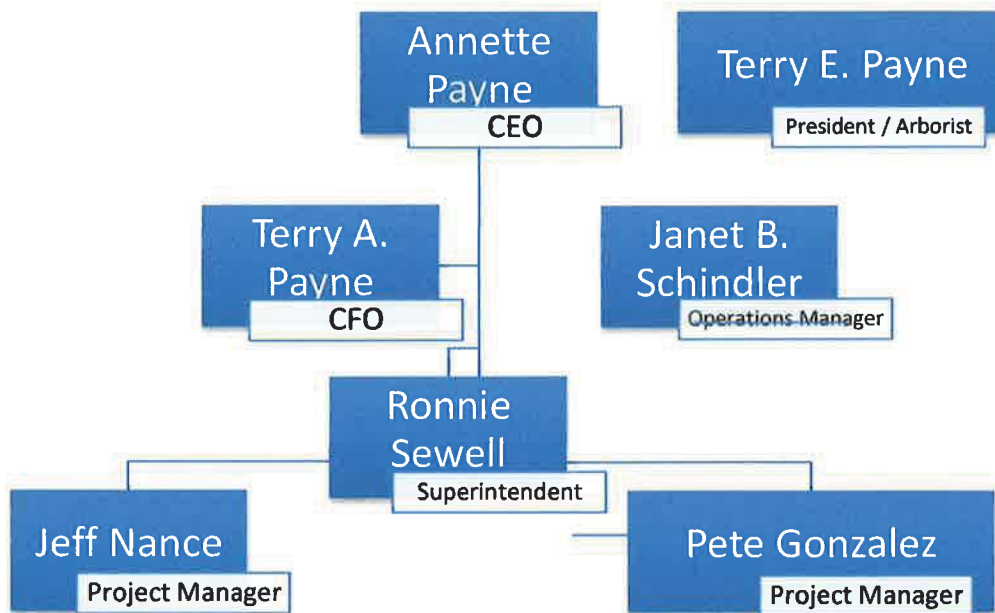 Annette
Payne
CEO
Terry E. Payne
President / Arborist
Terry A.
Payne
CFO
Janet B.
Schindler
Operations Manager
Ronnie
Sewell
Superintendent
Jeff Nance
Project Manager
Pete Gonzalez
Project Manager